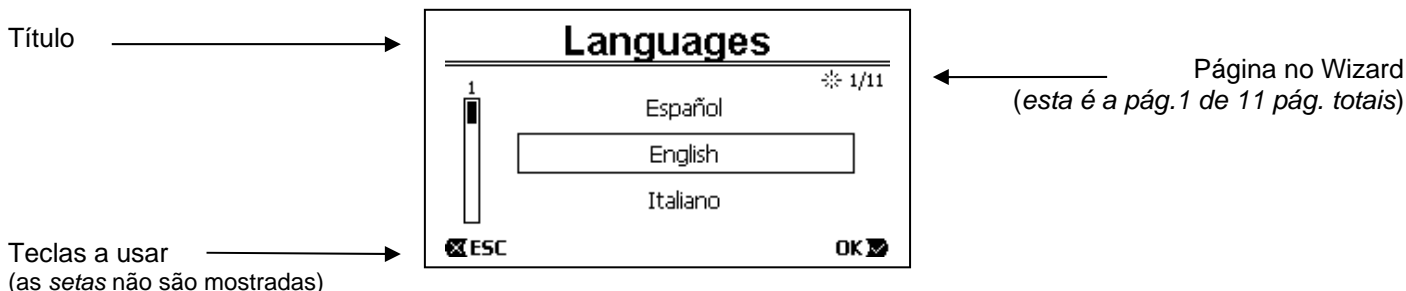 Título
Languages
Página no Wizard
(esta é a pág.1 de 11 pág. totais)
1/11
1
Español
English
Italiano
Teclas a usar
(as setas não são mostradas)
ESC
OK